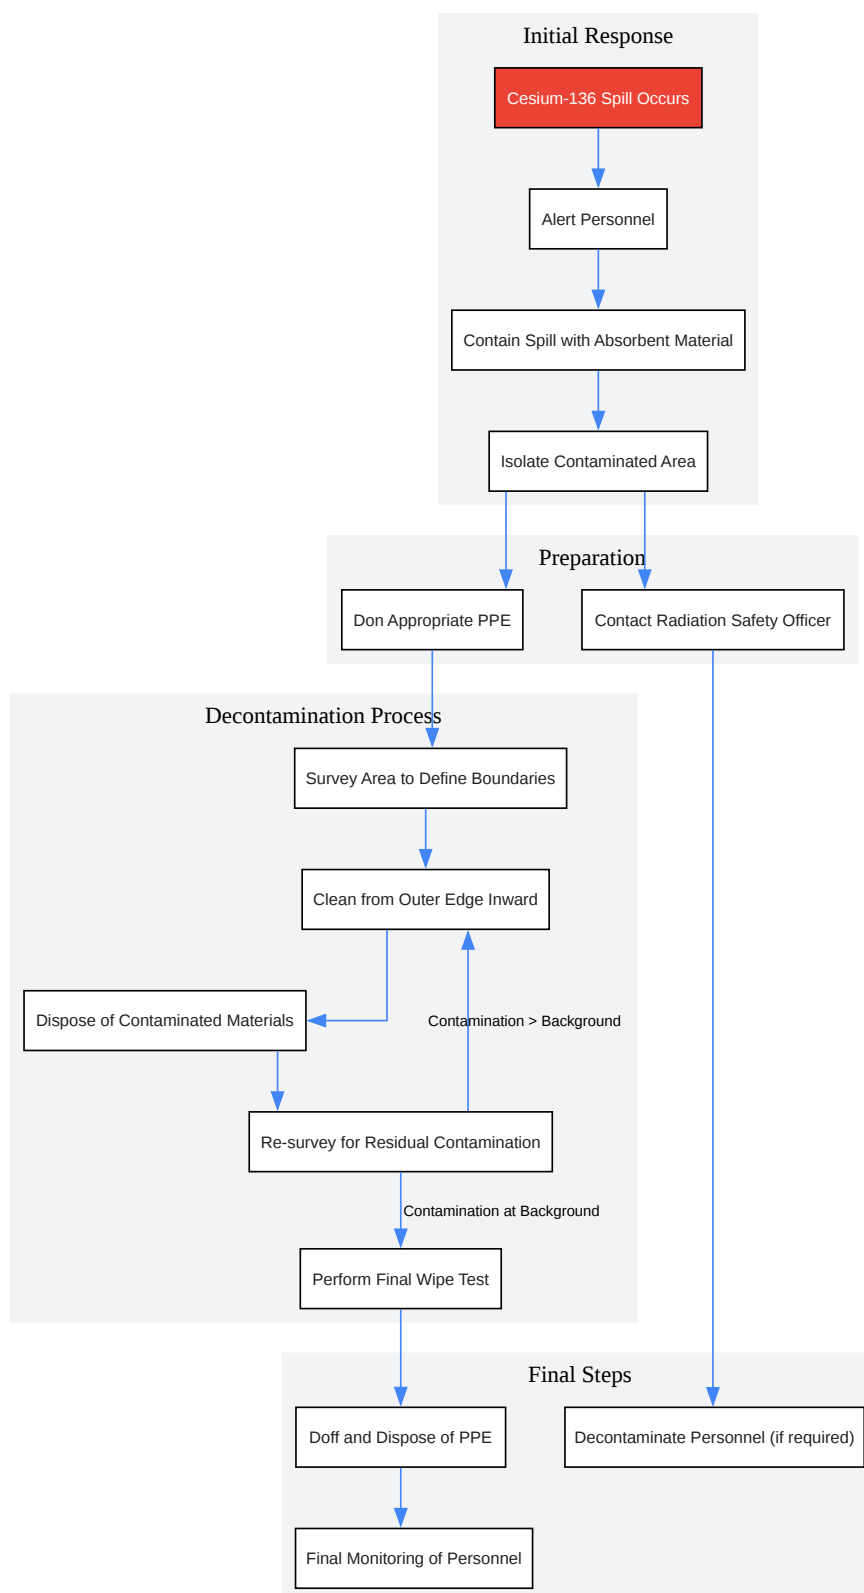 Initial Response
Cesium-136 Spill Occurs
Alert Personnel
Contain Spill with Absorbent Material
Isolate Contaminated Area
Preparation
Don Appropriate PPE
Contact Radiation Safety Officer
Decontamination Process
Survey Area to Define Boundaries
Clean from Outer Edge Inward
Dispose of Contaminated Materials
Contamination > Background
Re-survey for Residual Contamination
Contamination at Background
Perform Final Wipe Test
Final Steps
Doff and Dispose of PPE
Decontaminate Personnel (if required)
Final Monitoring of Personnel